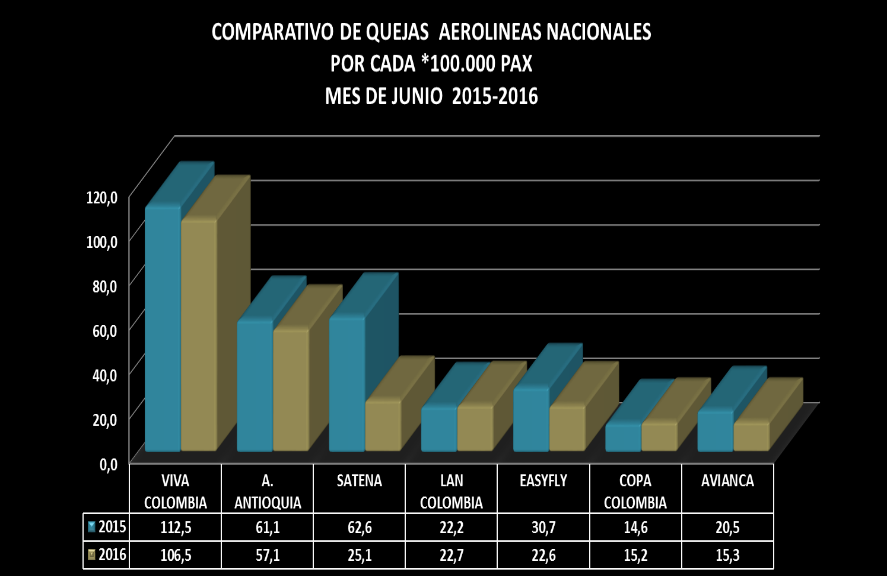 COMPARATIVO DE QUEJAS AEROLINEAS NACIONALES
POR CADA *100.000 PAX
MES DE JUNIO 2015-2016
120,0
100,0
80,0
60,0
40,0
20,0
0,0
VIVA COLOMBIA A. ANTIOQUIA SATENA LAN COLOMBIA EASYFLY COPA COLOMBIA AVIANCA
2015 112,5 61,1 62,6 22,2 30,7 14,6 20,5
2016 106,5 57,1 25,1 22,7 22,6 15,2 15,3